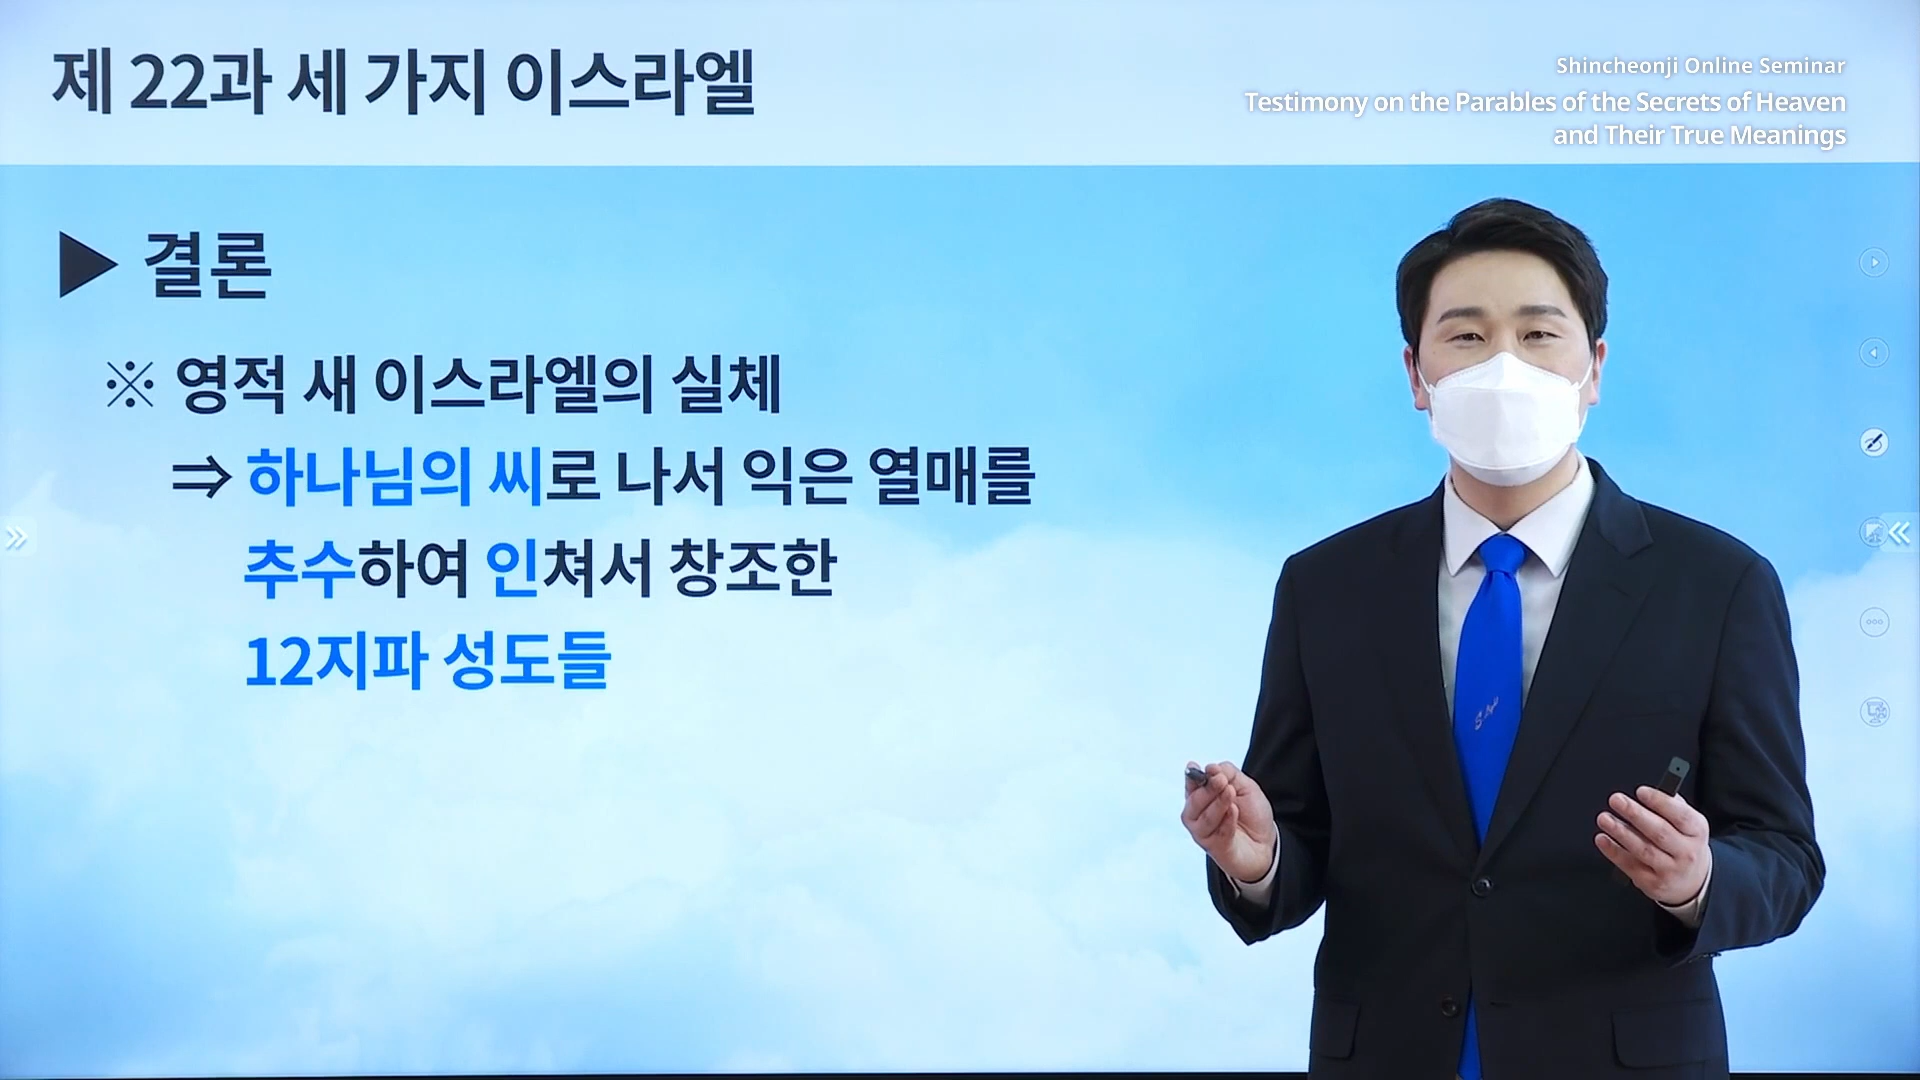 제 22과 세 가지 이스라엘
Shincheonji Online Seminar
Testimony on the Parables of the Secrets of Heaven
and Their True Meanings
▶ 결론
※ 영적 새 이스라엘의 실체
⇒ 하나님의 씨로 나서 익은 열매를
추수하여 인쳐서 창조한
12지파 성도들